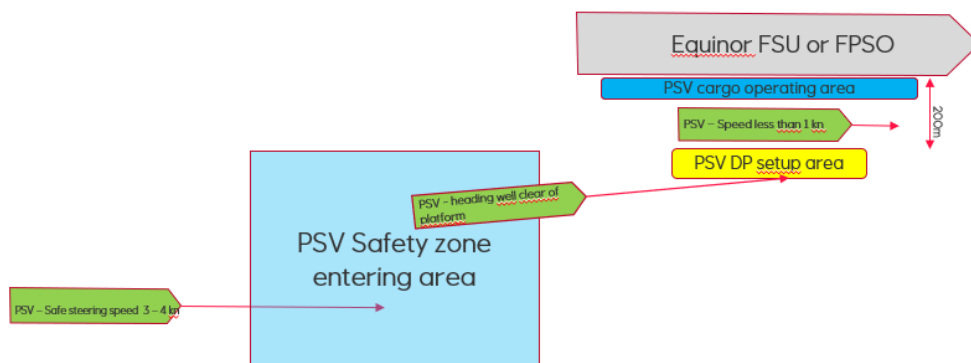 Equinor FSU or FPSO
PSV cargo operating area
PSV – Speed less than 1 kn
200m
PSV DP setup area
PSV - heading well clear of
platform
PSV Safety zone
entering area
PSV – Safe steering speed 3 – 4 kn